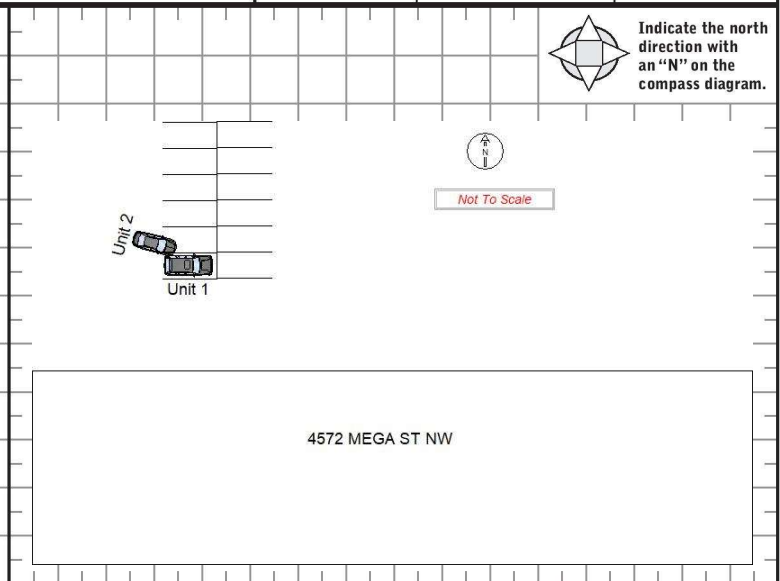 Indicate the north
direction with
an “N” on the
compass diagram.
N
Not To Scale
Unit 2
Unit 1
4572 MEGA ST NW